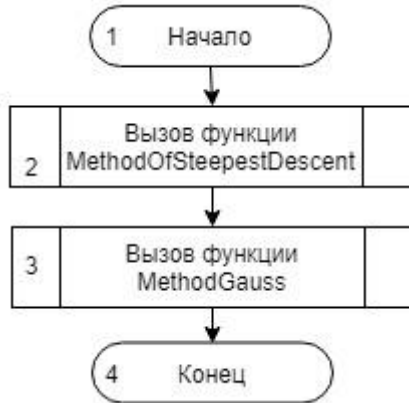 1 Начало
Вызов функции
2 MethodOfSteepestDescent
3 Вызов функции
MethodGauss
4 Конец